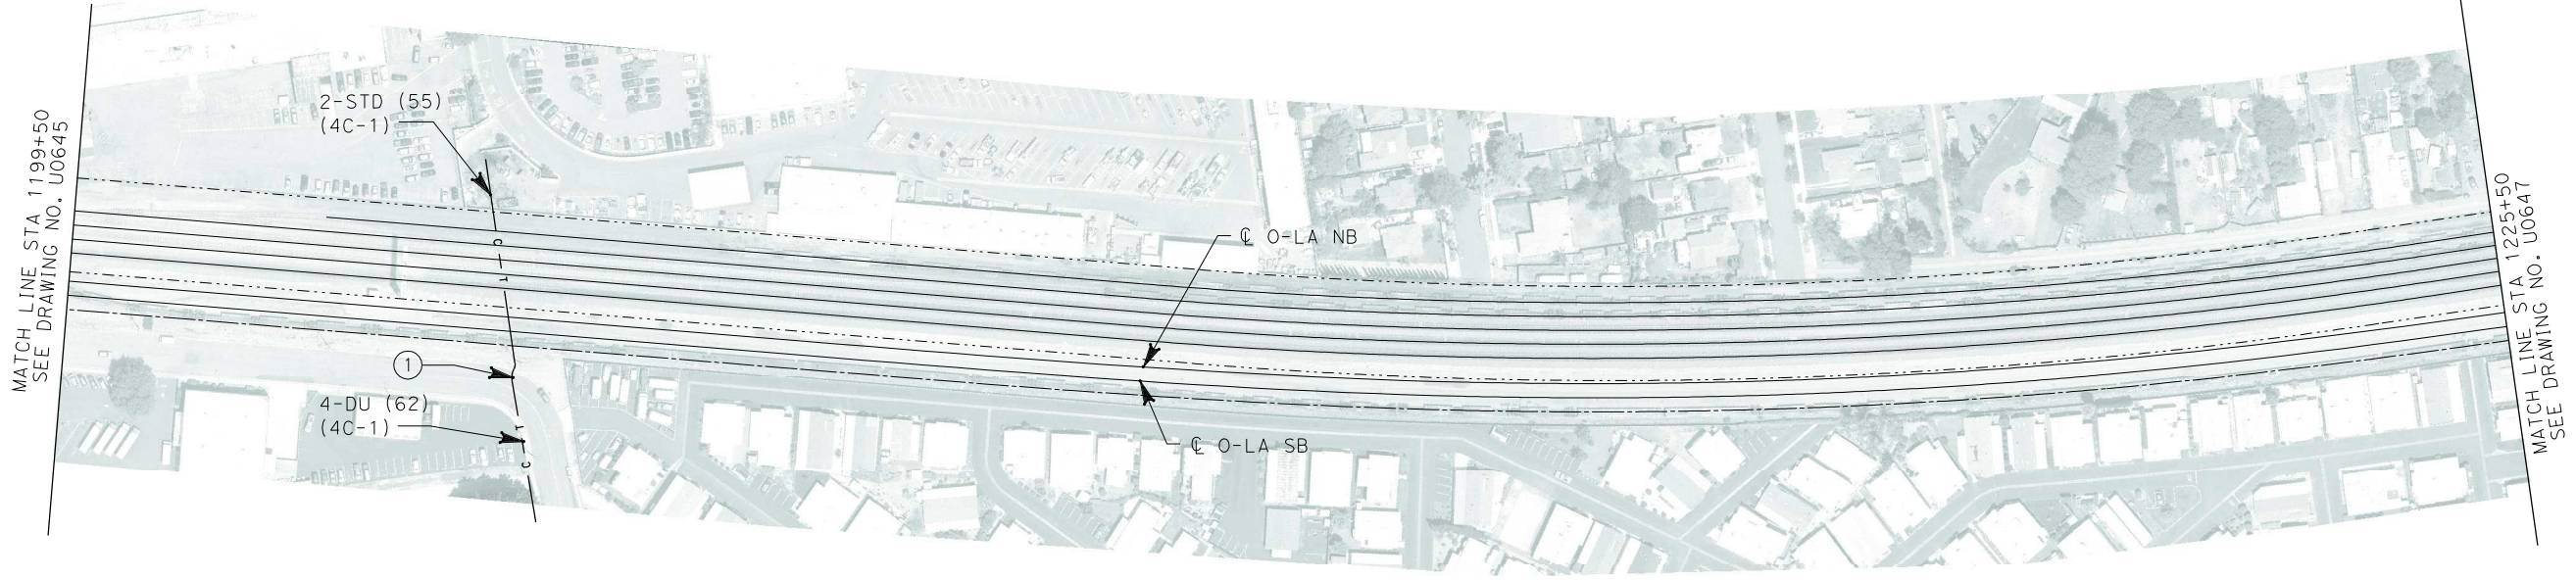 MATCH LINE STA 1199+50
SEE DRAWING NO. U0645
2-STD (55)
(4C-1)
C
T
1
4-DU (62)
(4C-1)
T
C
℄ O-LA NB
℄ O-LA SB
MATCH LINE STA 1225+50
SEE DRAWING NO. U0647